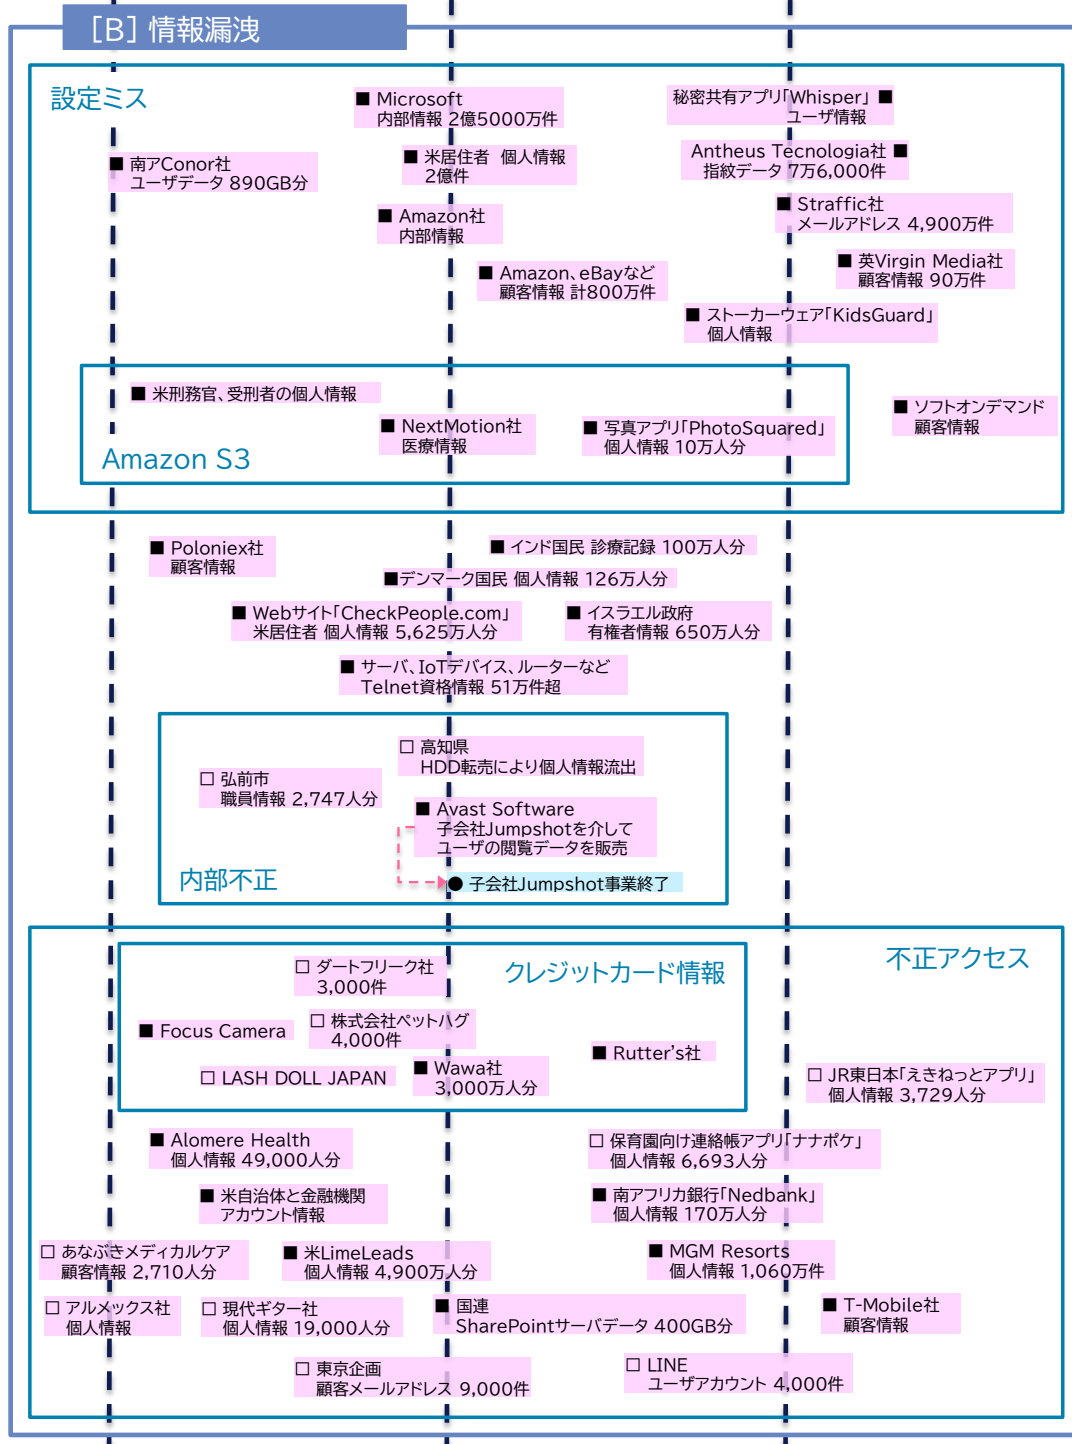 [B] 情報漏洩
設定ミス
■ Microsoft
内部情報 2億5000万件
秘密共有アプリ「Whisper」 ■
ユーザ情報
■ 南アConor社
ユーザデータ 890GB分
■ 米居住者 個人情報
2億件
Antheus Tecnologia社 ■
指紋データ 7万6,000件
■ Amazon社
内部情報
■ Straffic社
メールアドレス 4,900万件
■ Amazon、eBayなど
顧客情報 計800万件
■ 英Virgin Media社
顧客情報 90万件
■ ストーカーウェア「KidsGuard」
個人情報
■ 米刑務官、受刑者の個人情報
■ NextMotion社
医療情報
■ 写真アプリ「PhotoSquared」
個人情報 10万人分
■ ソフトオンデマンド
顧客情報
Amazon S3
■ Poloniex社
顧客情報
■ インド国民 診療記録 100万人分
■デンマーク国民 個人情報 126万人分
■ Webサイト「CheckPeople.com」
米居住者 個人情報 5,625万人分
■ イスラエル政府
有権者情報 650万人分
■ サーバ、IoTデバイス、ルーターなど
Telnet資格情報 51万件超
□ 高知県
HDD転売により個人情報流出
□ 弘前市
職員情報 2,747人分
■ Avast Software
子会社Jumpshotを介して
ユーザの閲覧データを販売
内部不正
● 子会社Jumpshot事業終了
不正アクセス
クレジットカード情報
□ ダートフリーク社
3,000件
■ Focus Camera
□ 株式会社ペットハグ
4,000件
■ Rutter's社
□ LASH DOLL JAPAN
■ Wawa社
3,000万人分
□ JR東日本「えきねっとアプリ」
個人情報 3,729人分
■ Alomere Health
個人情報 49,000人分
□ 保育園向け連絡帳アプリ「ナナポケ」
個人情報 6,693人分
■ 米自治体と金融機関
アカウント情報
■ 南アフリカ銀行「Nedbank」
個人情報 170万人分
□ あなぶきメディカルケア
顧客情報 2,710人分
■ 米LimeLeads
個人情報 4,900万人分
■ MGM Resorts
個人情報 1,060万件
□ アルメックス社
個人情報
□ 現代ギター社
個人情報 19,000人分
■ 国連
SharePointサーバデータ 400GB分
■ T-Mobile社
顧客情報
□ 東京企画
顧客メールアドレス 9,000件
□ LINE
ユーザアカウント 4,000件